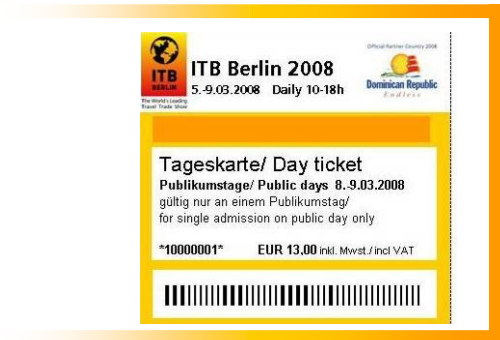 ITB
BERLIN
The World's Leading
Travel Trade Show
ITB Berlin 2008
5.-9.03.2008 Daily 10-18h
Official Partner Country 2008
Dominican Republic
Endless
Tageskarte/ Day ticket
Publikumstage/ Public days 8.-9.03.2008
gültig nur an einem Publikumstag/
for single admission on public day only
*10000001* EUR 13,00 inkl. Mwst./incl VAT